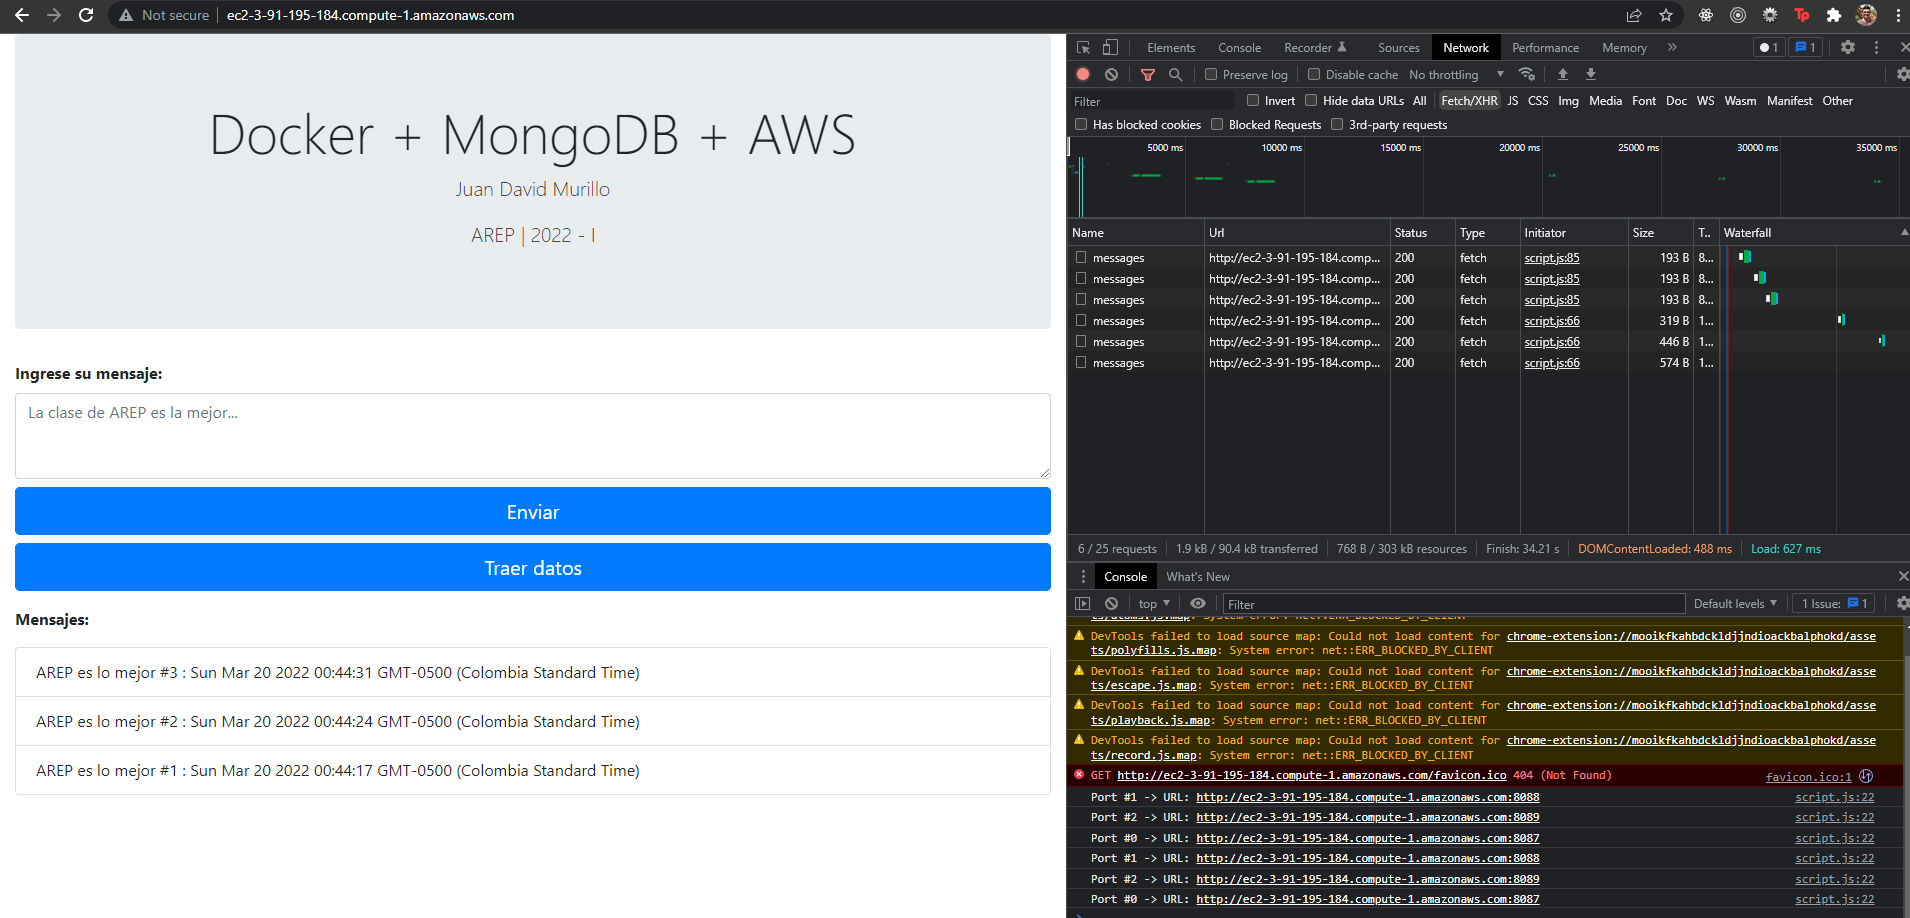 Not secure ec2-3-91-195-184.compute-1.amazonaws.com
Docker + MongoDB + AWS
Juan David Murillo
AREP | 2022 - I
Ingrese su mensaje:
La clase de AREP es la mejor...
Enviar
Traer datos
Mensajes:
AREP es lo mejor #3 : Sun Mar 20 2022 00:44:31 GMT-0500 (Colombia Standard Time)
AREP es lo mejor #2 : Sun Mar 20 2022 00:44:24 GMT-0500 (Colombia Standard Time)
AREP es lo mejor #1 : Sun Mar 20 2022 00:44:17 GMT-0500 (Colombia Standard Time)
Elements Console Recorder Sources Network Performance Memory » 1 1
Preserve log Disable cache No throttling
Filter Invert Hide data URLs All Fetch/XHR JS CSS Img Media Font Doc WS Wasm Manifest Other
Has blocked cookies Blocked Requests 3rd-party requests
5000 ms 10000 ms 15000 ms 20000 ms 25000 ms 30000 ms 35000 ms
Name Url Status Type Initiator Size T.. Waterfall
messages http://ec2-3-91-195-184.comp... 200 fetch script.js:85 193 B 8...
messages http://ec2-3-91-195-184.comp... 200 fetch script.js:85 193 B 8...
messages http://ec2-3-91-195-184.comp... 200 fetch script.js:85 193 B 8...
messages http://ec2-3-91-195-184.comp... 200 fetch script.js:66 319 B 1...
messages http://ec2-3-91-195-184.comp... 200 fetch script.js:66 446 B 1...
messages http://ec2-3-91-195-184.comp... 200 fetch script.js:66 574 B 1...
6 / 25 requests 1.9 kB / 90.4 kB transferred 768 B / 303 kB resources Finish: 34.21 s DOMContentLoaded: 488 ms Load: 627 ms
Console What's New
top Filter Default levels 1 Issue: 1
DevTools failed to load source map: Could not load content for chrome-extension://mooikfkahbdckldjjndioackbalphokd/asse
ts/polyfills.js.map: System error: net::ERR_BLOCKED_BY_CLIENT
DevTools failed to load source map: Could not load content for chrome-extension://mooikfkahbdckldjjndioackbalphokd/asse
ts/escape.js.map: System error: net::ERR_BLOCKED_BY_CLIENT
DevTools failed to load source map: Could not load content for chrome-extension://mooikfkahbdckldjjndioackbalphokd/asse
ts/playback.js.map: System error: net::ERR_BLOCKED_BY_CLIENT
DevTools failed to load source map: Could not load content for chrome-extension://mooikfkahbdckldjjndioackbalphokd/asse
ts/record.js.map: System error: net::ERR_BLOCKED_BY_CLIENT
GET http://ec2-3-91-195-184.compute-1.amazonaws.com/favicon.ico 404 (Not Found) favicon.ico:1
Port #1 -> URL: http://ec2-3-91-195-184.compute-1.amazonaws.com:8088 script.js:22
Port #2 -> URL: http://ec2-3-91-195-184.compute-1.amazonaws.com:8089 script.js:22
Port #0 -> URL: http://ec2-3-91-195-184.compute-1.amazonaws.com:8087 script.js:22
Port #1 -> URL: http://ec2-3-91-195-184.compute-1.amazonaws.com:8088 script.js:22
Port #2 -> URL: http://ec2-3-91-195-184.compute-1.amazonaws.com:8089 script.js:22
Port #0 -> URL: http://ec2-3-91-195-184.compute-1.amazonaws.com:8087 script.js:22